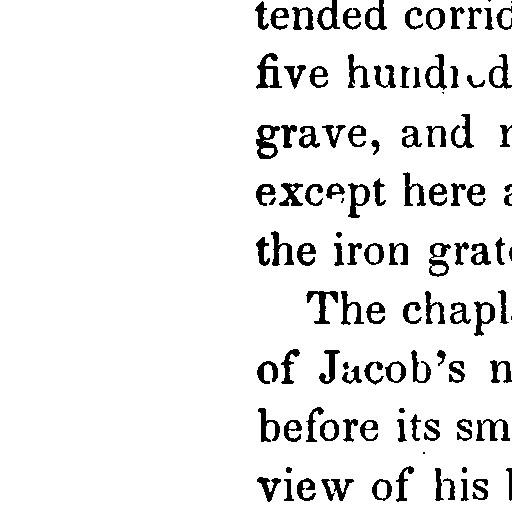 tended corrid
five hundred
grave, and
except here
the iron grat
The chapl
of Jacob's n
before its sm
view of his